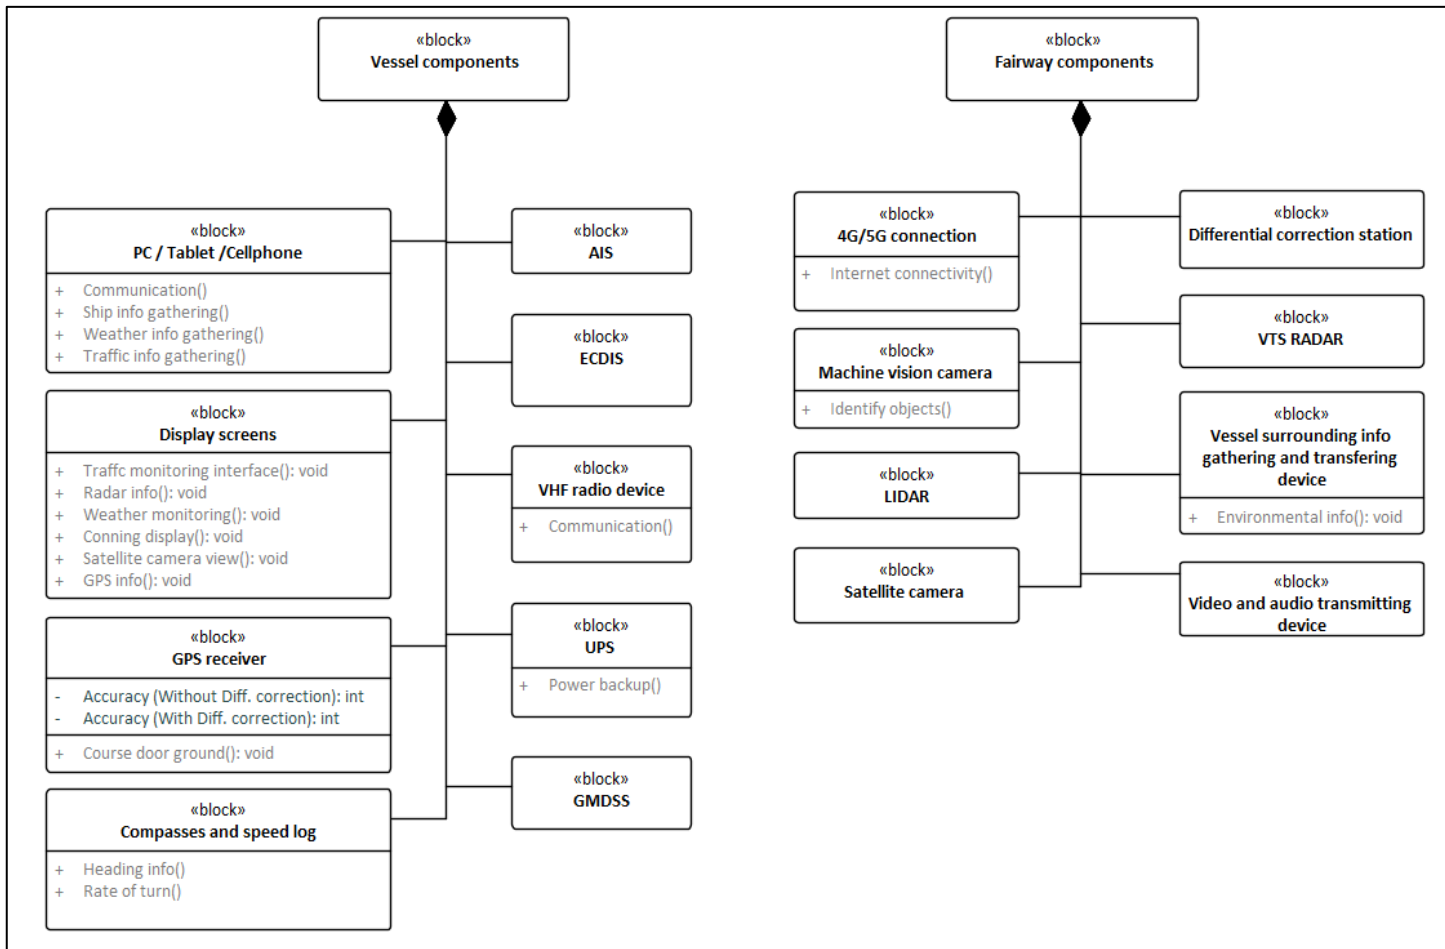 «block»
Vessel components
«block»
PC / Tablet /Cellphone
+ Communication()
+ Ship info gathering()
+ Weather info gathering()
+ Traffic info gathering()
«block»
Display screens
+ Traffc monitoring interface(): void
+ Radar info(): void
+ Weather monitoring(): void
+ Conning display(): void
+ Satellite camera view(): void
+ GPS info(): void
«block»
GPS receiver
- Accuracy (Without Diff. correction): int
- Accuracy (With Diff. correction): int
+ Course door ground(): void
«block»
Compasses and speed log
+ Heading info()
+ Rate of turn()
«block»
AIS
«block»
ECDIS
«block»
VHF radio device
+ Communication()
«block»
UPS
+ Power backup()
«block»
GMDSS
«block»
Fairway components
«block»
4G/5G connection
+ Internet connectivity()
«block»
Machine vision camera
+ Identify objects()
«block»
LIDAR
«block»
Satellite camera
«block»
Differential correction station
«block»
VTS RADAR
«block»
Vessel surrounding info
gathering and transfering
device
+ Environmental info(): void
«block»
Video and audio transmitting
device